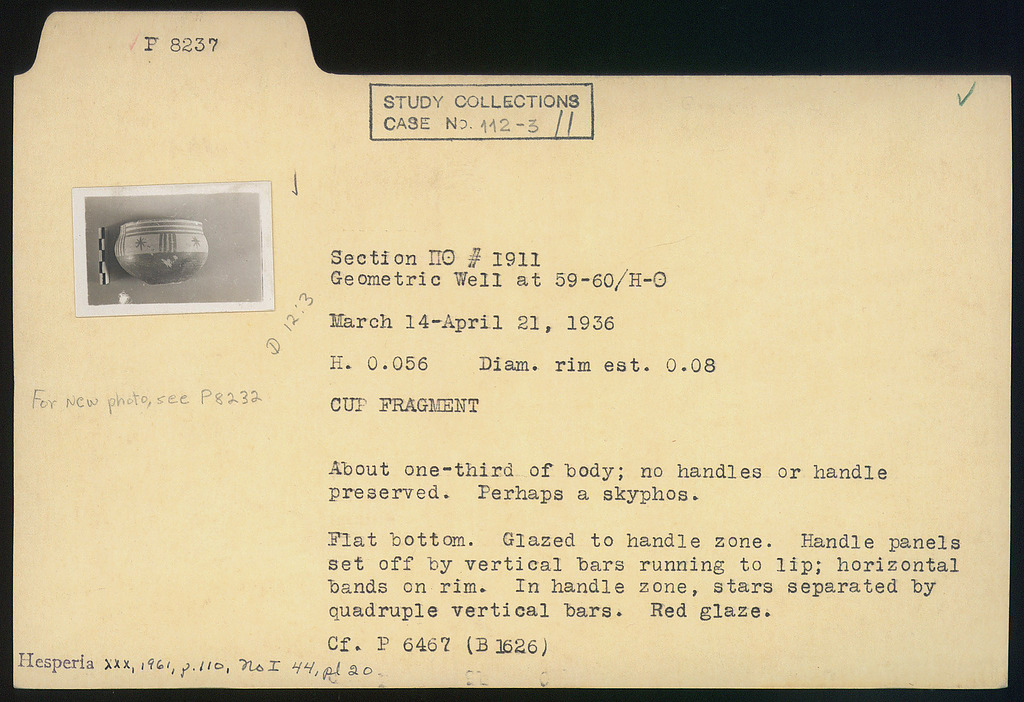 P 8237
STUDY COLLECTIONS
CASE No. 112-3 11
Section ΠΘ # 1911
Geometric Well at 59-60/Η-Θ
D 12:3
March 14-April 21, 1936
H. 0.056 Diam. rim est. 0.08
For new photo, see P8232
CUP FRAGMENT
About one-third of body; no handles or handle
preserved. Perhaps a skyphos.
Flat bottom. Glazed to handle zone. Handle panels
set off by vertical bars running to lip; horizontal
bands on rim. In handle zone, stars separated by
quadruple vertical bars. Red glaze.
Cf. P 6467 (B 1626)
Hesperia xxx, 1961, p.110, No I 44, pl 20.